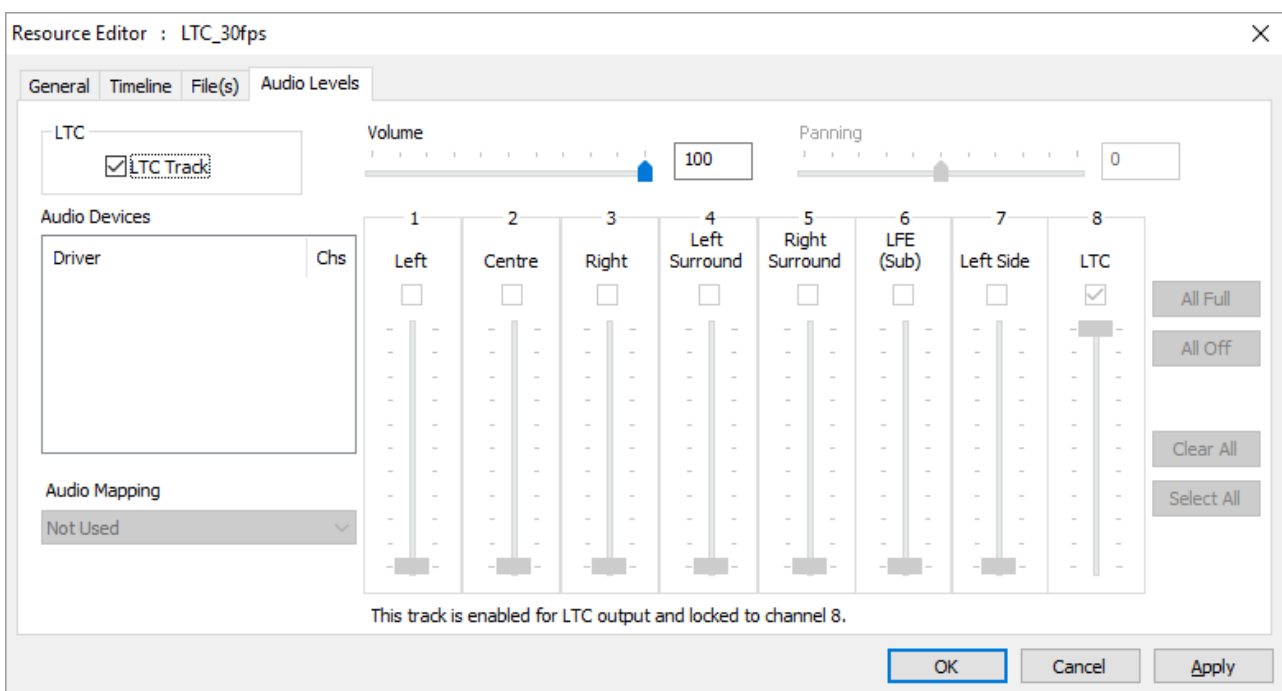 Resource Editor : LTC_30fps
General Timeline File(s) Audio Levels
LTC
LTC Track
Volume
100
Panning
0
Audio Devices
Driver Chs
1 2 3 4 5 6 7 8
Left Centre Right Left Surround Right Surround LFE (Sub) Left Side LTC
All Full
All Off
Clear All
Select All
Audio Mapping
Not Used
This track is enabled for LTC output and locked to channel 8.
OK Cancel Apply